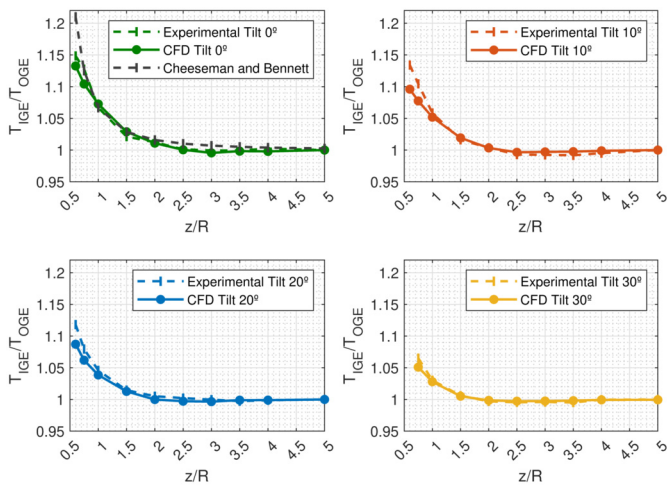 1.2
1.15
1.1
1.05
1
0.95
T_IGE/T_OGE
Experimental Tilt 0º
CFD Tilt 0º
Cheeseman and Bennett
0.5 1 1.5 2 2.5 3 3.5 4 4.5 5
z/R
1.2
1.15
1.1
1.05
1
0.95
T_IGE/T_OGE
Experimental Tilt 10º
CFD Tilt 10º
0.5 1 1.5 2 2.5 3 3.5 4 4.5 5
z/R
1.2
1.15
1.1
1.05
1
0.95
T_IGE/T_OGE
Experimental Tilt 20º
CFD Tilt 20º
0.5 1 1.5 2 2.5 3 3.5 4 4.5 5
z/R
1.2
1.15
1.1
1.05
1
0.95
T_IGE/T_OGE
Experimental Tilt 30º
CFD Tilt 30º
0.5 1 1.5 2 2.5 3 3.5 4 4.5 5
z/R